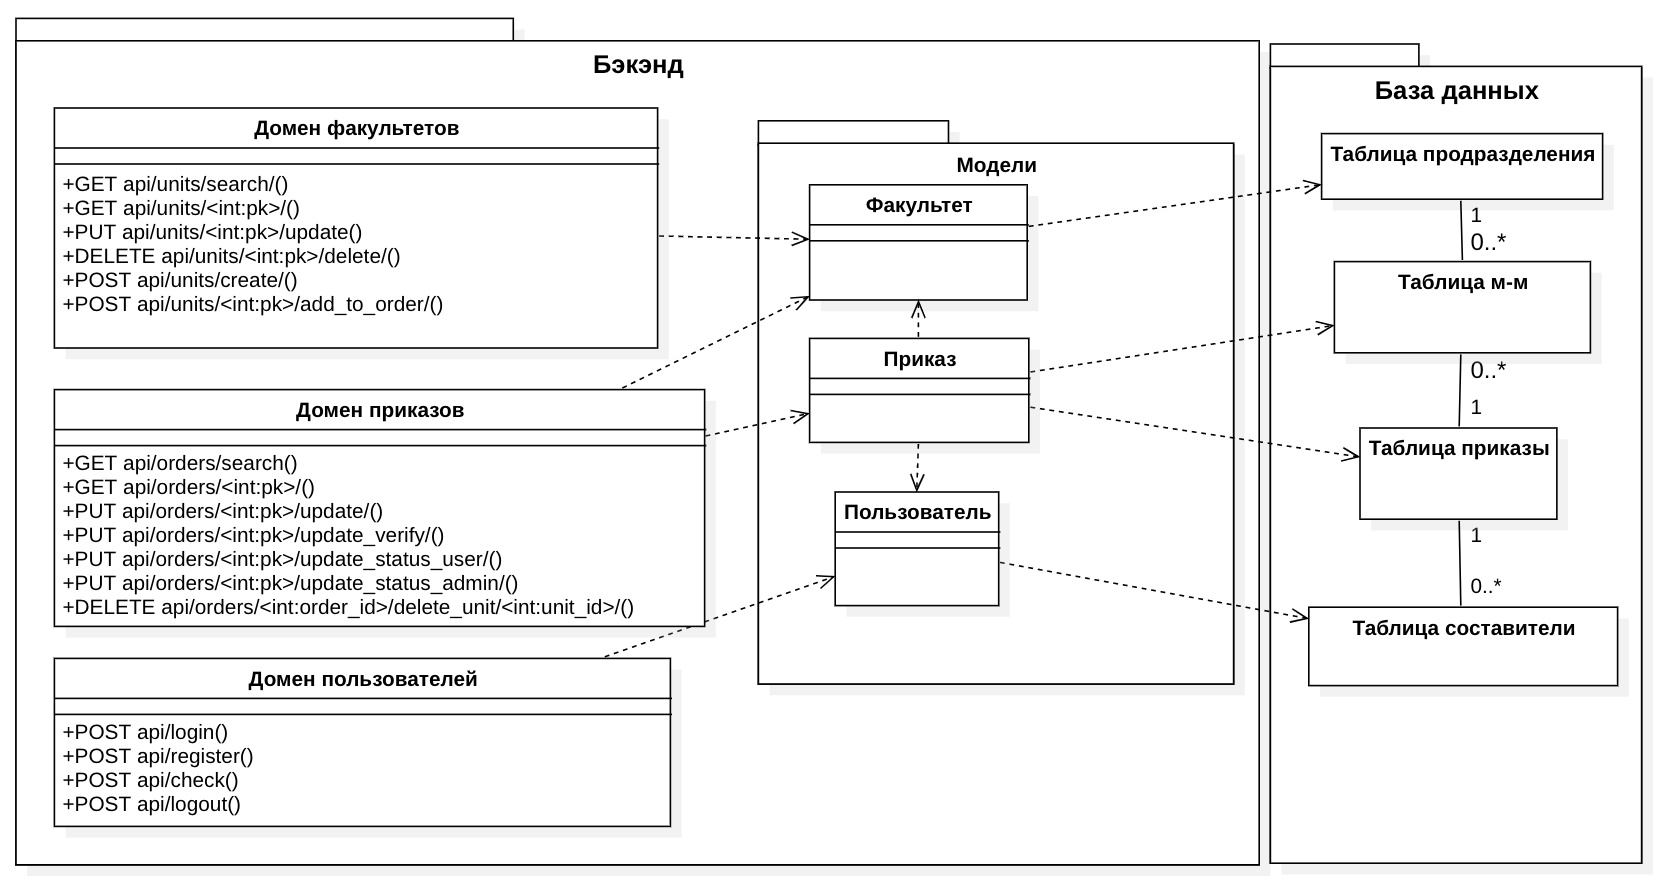 Бэкэнд
Домен факультетов
+GET api/units/search/()
+GET api/units/<int:pk>/()
+PUT api/units/<int:pk>/update()
+DELETE api/units/<int:pk>/delete/()
+POST api/units/create/()
+POST api/units/<int:pk>/add_to_order/()
Домен приказов
+GET api/orders/search()
+GET api/orders/<int:pk>/()
+PUT api/orders/<int:pk>/update/()
+PUT api/orders/<int:pk>/update_verify/()
+PUT api/orders/<int:pk>/update_status_user/()
+PUT api/orders/<int:pk>/update_status_admin/()
+DELETE api/orders/<int:order_id>/delete_unit/<int:unit_id>/()
Домен пользователей
+POST api/login()
+POST api/register()
+POST api/check()
+POST api/logout()
Модели
Факультет
Приказ
Пользователь
База данных
Таблица продразделения
1
0..*
Таблица м-м
0..*
1
Таблица приказы
1
0..*
Таблица составители